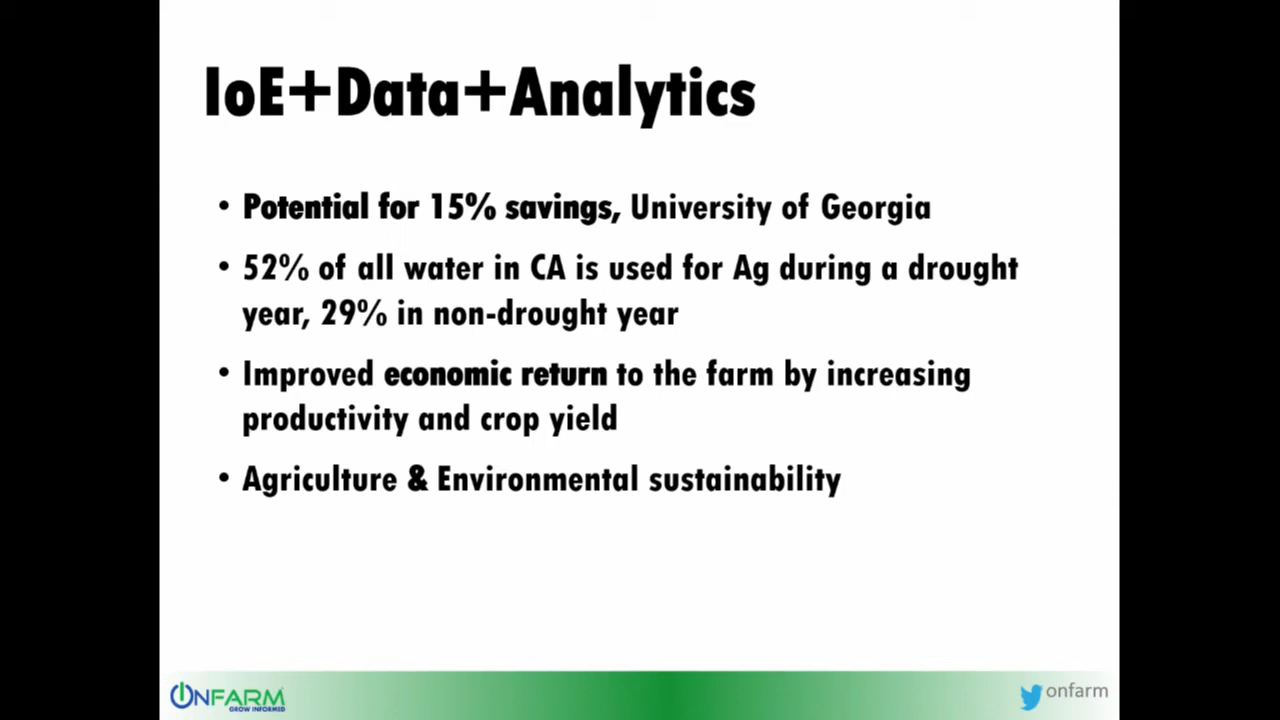 IoE+Data+Analytics
• Potential for 15% savings, University of Georgia
• 52% of all water in CA is used for Ag during a drought
year, 29% in non-drought year
• Improved economic return to the farm by increasing
productivity and crop yield
• Agriculture & Environmental sustainability
ONFARM
GROW INFORMED
onfarm